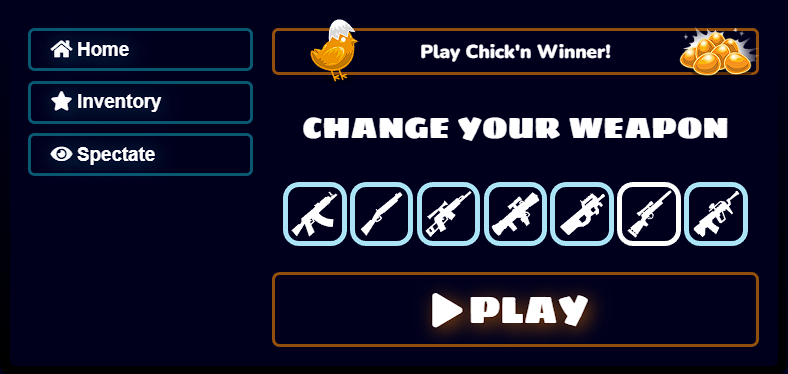 Home
Inventory
Spectate
Play Chick'n Winner!
CHANGE YOUR WEAPON
PLAY